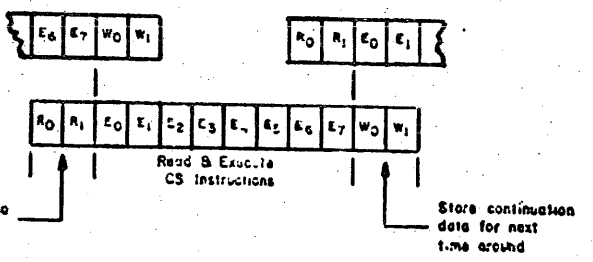 E6 E7 W0 W1
R0 R1 E0 E1
R0 R1 E0 E1 E2 E3 E4 E5 E6 E7 W0 W1
Read & Execute
CS Instructions
Store continuation
data for next
time around